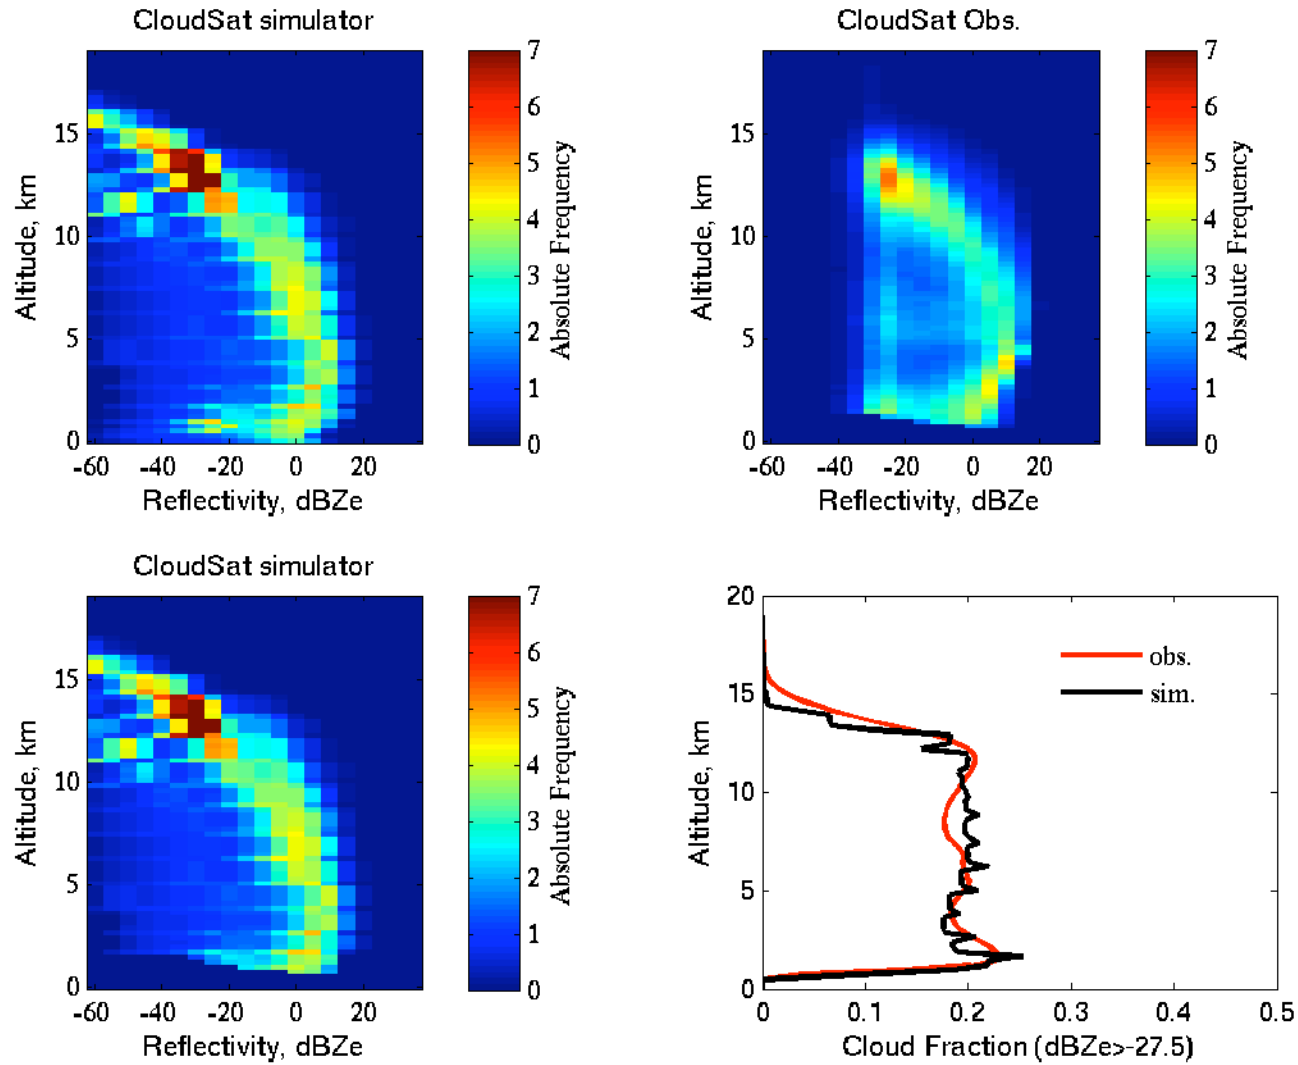 CloudSat simulator
15
10
5
0
-60 -40 -20 0 20
Altitude, km
Reflectivity, dBZe
7
6
5
4
3
2
1
0
Absolute Frequency
CloudSat Obs.
15
10
5
0
-60 -40 -20 0 20
Altitude, km
Reflectivity, dBZe
7
6
5
4
3
2
1
0
Absolute Frequency
CloudSat simulator
15
10
5
0
-60 -40 -20 0 20
Altitude, km
Reflectivity, dBZe
7
6
5
4
3
2
1
0
Absolute Frequency
20
15
10
5
0
0 0.1 0.2 0.3 0.4 0.5
Altitude, km
obs.
sim.
Cloud Fraction (dBZe>-27.5)